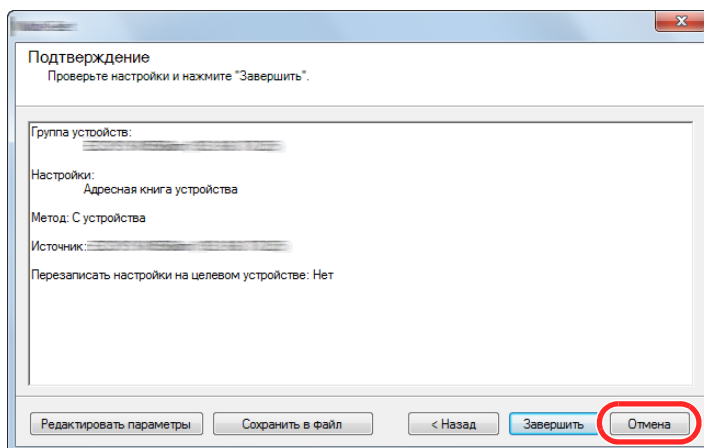 Подтверждение
Проверьте настройки и нажмите "Завершить".
Группа устройств:
Настройки:
Адресная книга устройства
Метод: С устройства
Источник:
Перезаписать настройки на целевом устройстве: Нет
Редактировать параметры
Сохранить в файл
< Назад
Завершить
Отмена